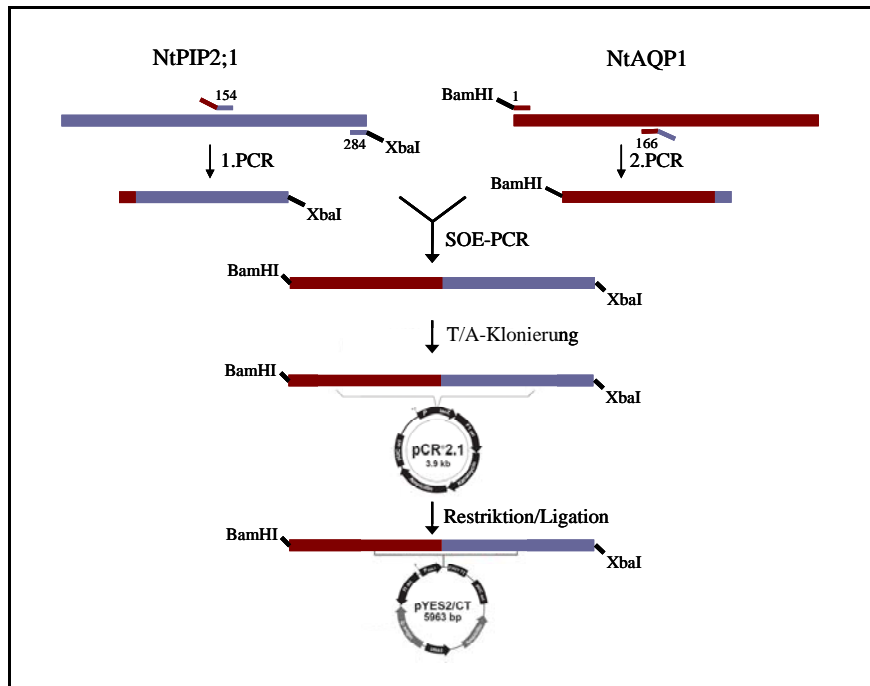 NtPIP2;1
NtAQP1
154
BamHI
1
284
XbaI
166
1.PCR
2.PCR
BamHI
XbaI
SOE-PCR
BamHI
XbaI
T/A-Klonierung
BamHI
XbaI
pCR®2.1
3.9 kb
Restriktion/Ligation
BamHI
XbaI
pYES2/CT
5963 bp